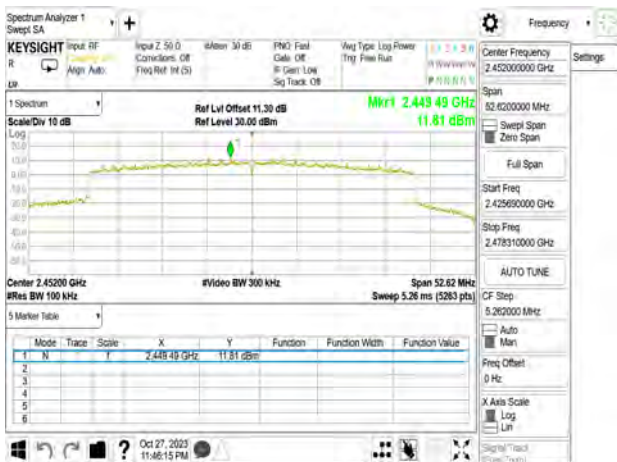 Spectrum Analyzer 1
Swept SA
+
Frequency
KEYSIGHT
Input: RF
Input Z: 50 Ω
#Atten: 30 dB
PNO: Fast
Avg Type: Log-Power
R
Corrections: Off
Gate: Off
Trig: Free Run
Align: Auto
Freq Ref: Int (S)
IF Gain: Low
Sig Track: Off
P N N N N N
Center Frequency
2.452000000 GHz
Settings
Span
52.6200000 MHz
Swept Span
Zero Span
Full Span
Start Freq
2.425690000 GHz
Stop Freq
2.478310000 GHz
AUTO TUNE
CF Step
5.262000 MHz
Auto
Man
Freq Offset
0 Hz
X Axis Scale
Log
Lin
Signal Track
1 Spectrum
Scale/Div 10 dB
Ref Lvl Offset 11.30 dB
Ref Level 30.00 dBm
Mkr1 2.449 49 GHz
11.81 dBm
Log
Center 2.45200 GHz
#Video BW 300 kHz
Span 52.62 MHz
#Res BW 100 kHz
Sweep 5.26 ms (5263 pts)
5 Marker Table
Mode Trace Scale X Y Function Function Width Function Value
1 N f 2.449 49 GHz 11.81 dBm
2
3
4
5
6
?
Oct 27, 2023
11:46:15 PM